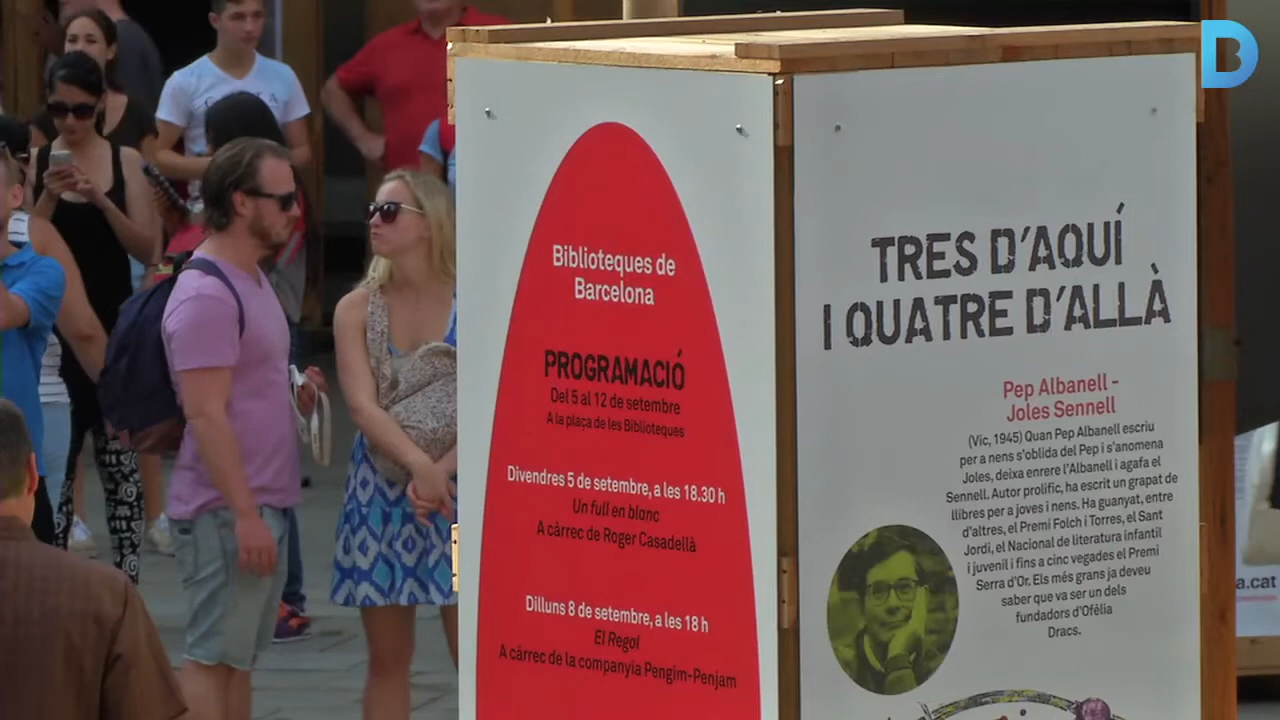 Biblioteques de
Barcelona
PROGRAMACIÓ
Del 5 al 12 de setembre
A la plaça de les Biblioteques
Divendres 5 de setembre, a les 18.30 h
Un full en blanc
A càrrec de Roger Casadellà
Dilluns 8 de setembre, a les 18 h
El Regal
A càrrec de la companyia Pengim-Penjam
TRES D'AQUÍ
I QUATRE D'ALLÀ
Pep Albanell -
Joles Sennell
(Vic, 1945) Quan Pep Albanell escriu
per a nens s'oblida del Pep i s'anomena
Joles, deixa enrere l'Albanell i agafa el
Sennell. Autor prolífic, ha escrit un grapat de
llibres per a joves i nens. Ha guanyat, entre
d'altres, el Premi Folch i Torres, el Sant
Jordi, el Nacional de literatura infantil
i juvenil i fins a cinc vegades el Premi
Serra d'Or. Els més grans ja deveu
saber que va ser un dels
fundadors d'Ofèlia
Dracs.
a.cat
B